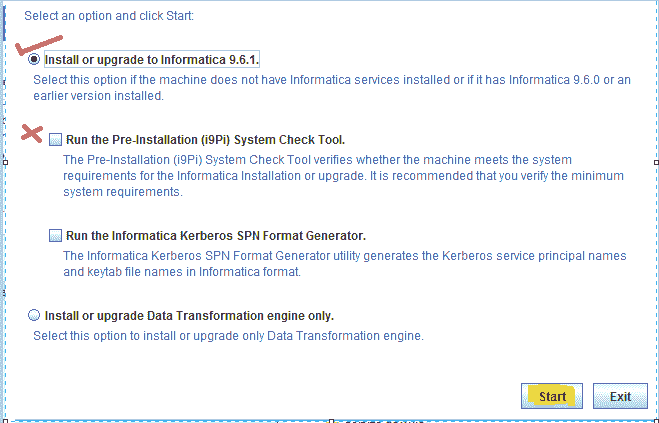 Select an option and click Start:
Install or upgrade to Informatica 9.6.1.
Select this option if the machine does not have Informatica services installed or if it has Informatica 9.6.0 or an
earlier version installed.
Run the Pre-Installation (i9Pi) System Check Tool.
The Pre-Installation (i9Pi) System Check Tool verifies whether the machine meets the system
requirements for the Informatica Installation or upgrade. It is recommended that you verify the minimum
system requirements.
Run the Informatica Kerberos SPN Format Generator.
The Informatica Kerberos SPN Format Generator utility generates the Kerberos service principal names
and keytab file names in Informatica format.
Install or upgrade Data Transformation engine only.
Select this option to install or upgrade only Data Transformation engine.
Start Exit